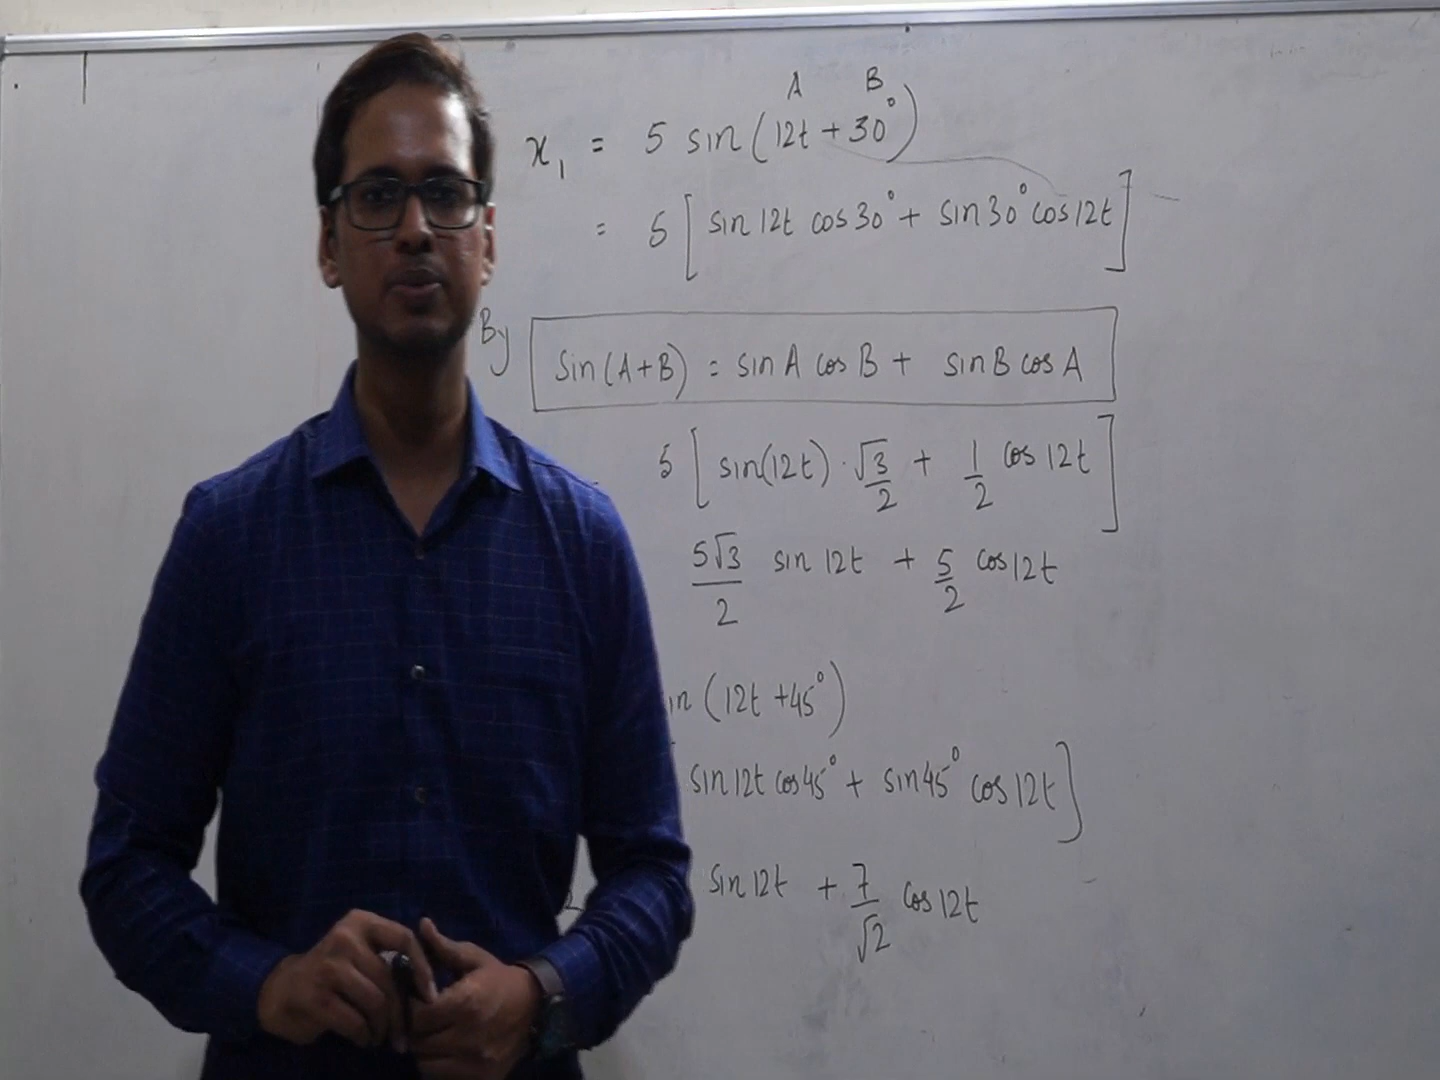 A B
x₁ = 5 sin (12t + 30°)
= 5 [ sin 12t cos 30° + sin 30° cos 12t ]
By sin (A + B) = sin A cos B + sin B cos A
5 [ sin(12t) · √3/2 + 1/2 cos 12t ]
5√3/2 sin 12t + 5/2 cos 12t
in (12t + 45°)
sin 12t cos 45° + sin 45° cos 12t ]
sin 12t + 7/√2 cos 12t